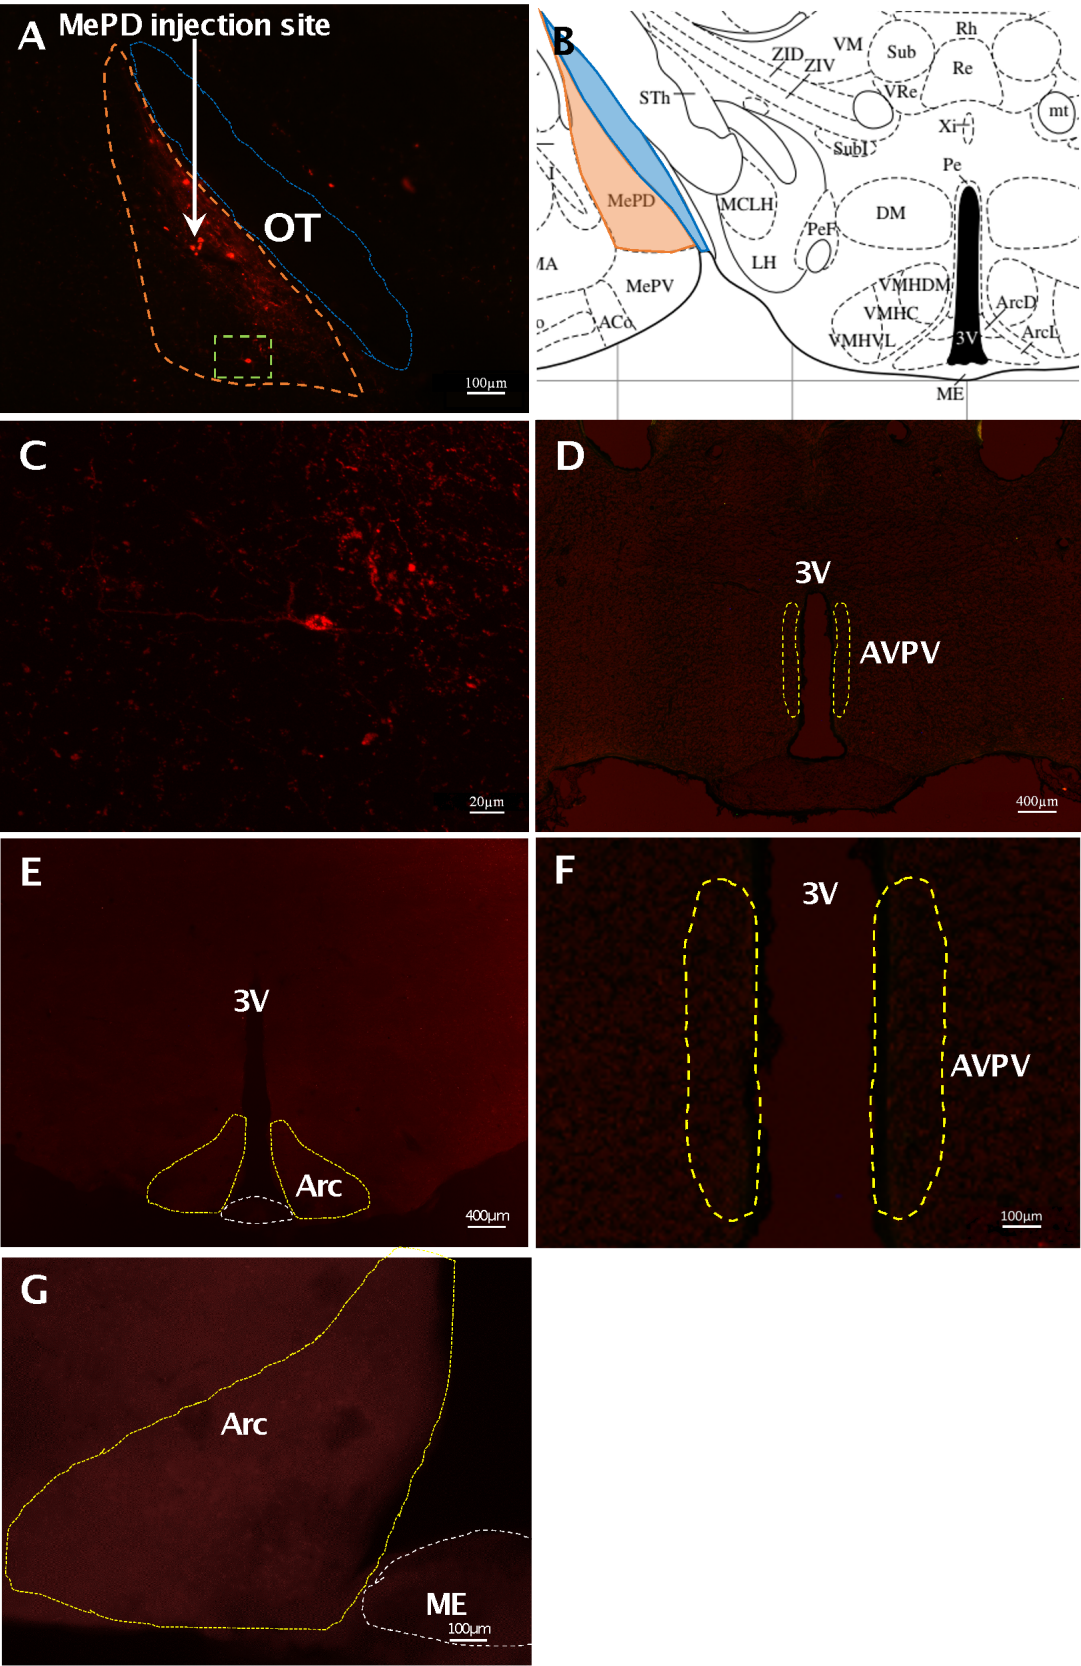 A
MePD injection site
OT
100µm
B
ZID
ZIV
VM
Sub
Rh
Re
VRe
mt
STh
Xi
SubI
Pe
I
MePD
MCLH
DM
PeF
LH
MA
MePV
VMHDM
ArcD
VMHC
ACo
VMHVL
3V
ArcL
ME
C
20µm
D
3V
AVPV
400µm
E
3V
Arc
400µm
F
3V
AVPV
100µm
G
Arc
ME
100µm